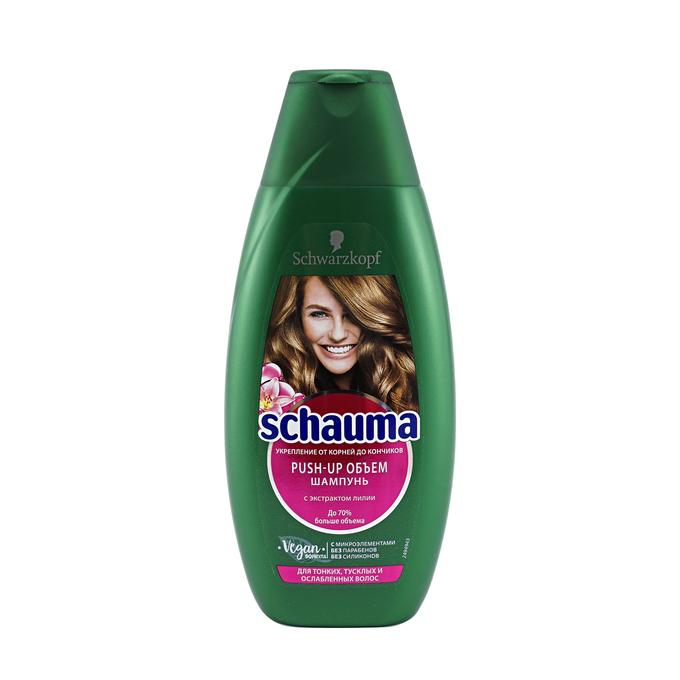 Schwarzkopf
schauma
УКРЕПЛЕНИЕ ОТ КОРНЕЙ ДО КОНЧИКОВ
PUSH-UP ОБЪЕМ
ШАМПУНЬ
С ЭКСТРАКТОМ ЛИЛИИ
До 70%
больше объема
Vegan
ФОРМУЛА
С МИКРОЭЛЕМЕНТАМИ
БЕЗ ПАРАБЕНОВ
БЕЗ СИЛИКОНОВ
ДЛЯ ТОНКИХ, ТУСКЛЫХ И
ОСЛАБЛЕННЫХ ВОЛОС